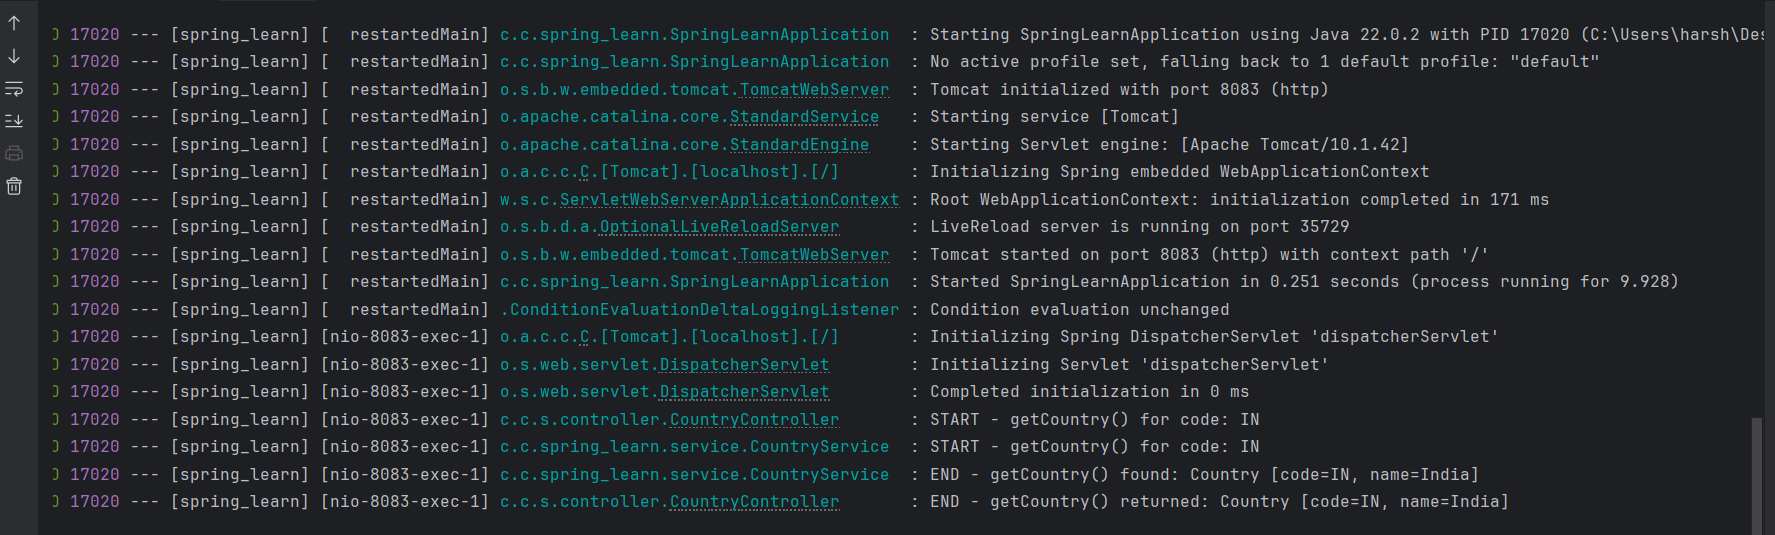 17020 --- [spring_learn] [  restartedMain] c.c.spring_learn.SpringLearnApplication  : Starting SpringLearnApplication using Java 22.0.2 with PID 17020 (C:\Users\harsh\Des
17020 --- [spring_learn] [  restartedMain] c.c.spring_learn.SpringLearnApplication  : No active profile set, falling back to 1 default profile: "default"
17020 --- [spring_learn] [  restartedMain] o.s.b.w.embedded.tomcat.TomcatWebServer  : Tomcat initialized with port 8083 (http)
17020 --- [spring_learn] [  restartedMain] o.apache.catalina.core.StandardService   : Starting service [Tomcat]
17020 --- [spring_learn] [  restartedMain] o.apache.catalina.core.StandardEngine    : Starting Servlet engine: [Apache Tomcat/10.1.42]
17020 --- [spring_learn] [  restartedMain] o.a.c.c.C.[Tomcat].[localhost].[/]       : Initializing Spring embedded WebApplicationContext
17020 --- [spring_learn] [  restartedMain] w.s.c.ServletWebServerApplicationContext : Root WebApplicationContext: initialization completed in 171 ms
17020 --- [spring_learn] [  restartedMain] o.s.b.d.a.OptionalLiveReloadServer       : LiveReload server is running on port 35729
17020 --- [spring_learn] [  restartedMain] o.s.b.w.embedded.tomcat.TomcatWebServer  : Tomcat started on port 8083 (http) with context path '/'
17020 --- [spring_learn] [  restartedMain] c.c.spring_learn.SpringLearnApplication  : Started SpringLearnApplication in 0.251 seconds (process running for 9.928)
17020 --- [spring_learn] [  restartedMain] .ConditionEvaluationDeltaLoggingListener : Condition evaluation unchanged
17020 --- [spring_learn] [nio-8083-exec-1] o.a.c.c.C.[Tomcat].[localhost].[/]       : Initializing Spring DispatcherServlet 'dispatcherServlet'
17020 --- [spring_learn] [nio-8083-exec-1] o.s.web.servlet.DispatcherServlet        : Initializing Servlet 'dispatcherServlet'
17020 --- [spring_learn] [nio-8083-exec-1] o.s.web.servlet.DispatcherServlet        : Completed initialization in 0 ms
17020 --- [spring_learn] [nio-8083-exec-1] c.c.s.controller.CountryController       : START - getCountry() for code: IN
17020 --- [spring_learn] [nio-8083-exec-1] c.c.spring_learn.service.CountryService  : START - getCountry() for code: IN
17020 --- [spring_learn] [nio-8083-exec-1] c.c.spring_learn.service.CountryService  : END - getCountry() found: Country [code=IN, name=India]
17020 --- [spring_learn] [nio-8083-exec-1] c.c.s.controller.CountryController       : END - getCountry() returned: Country [code=IN, name=India]